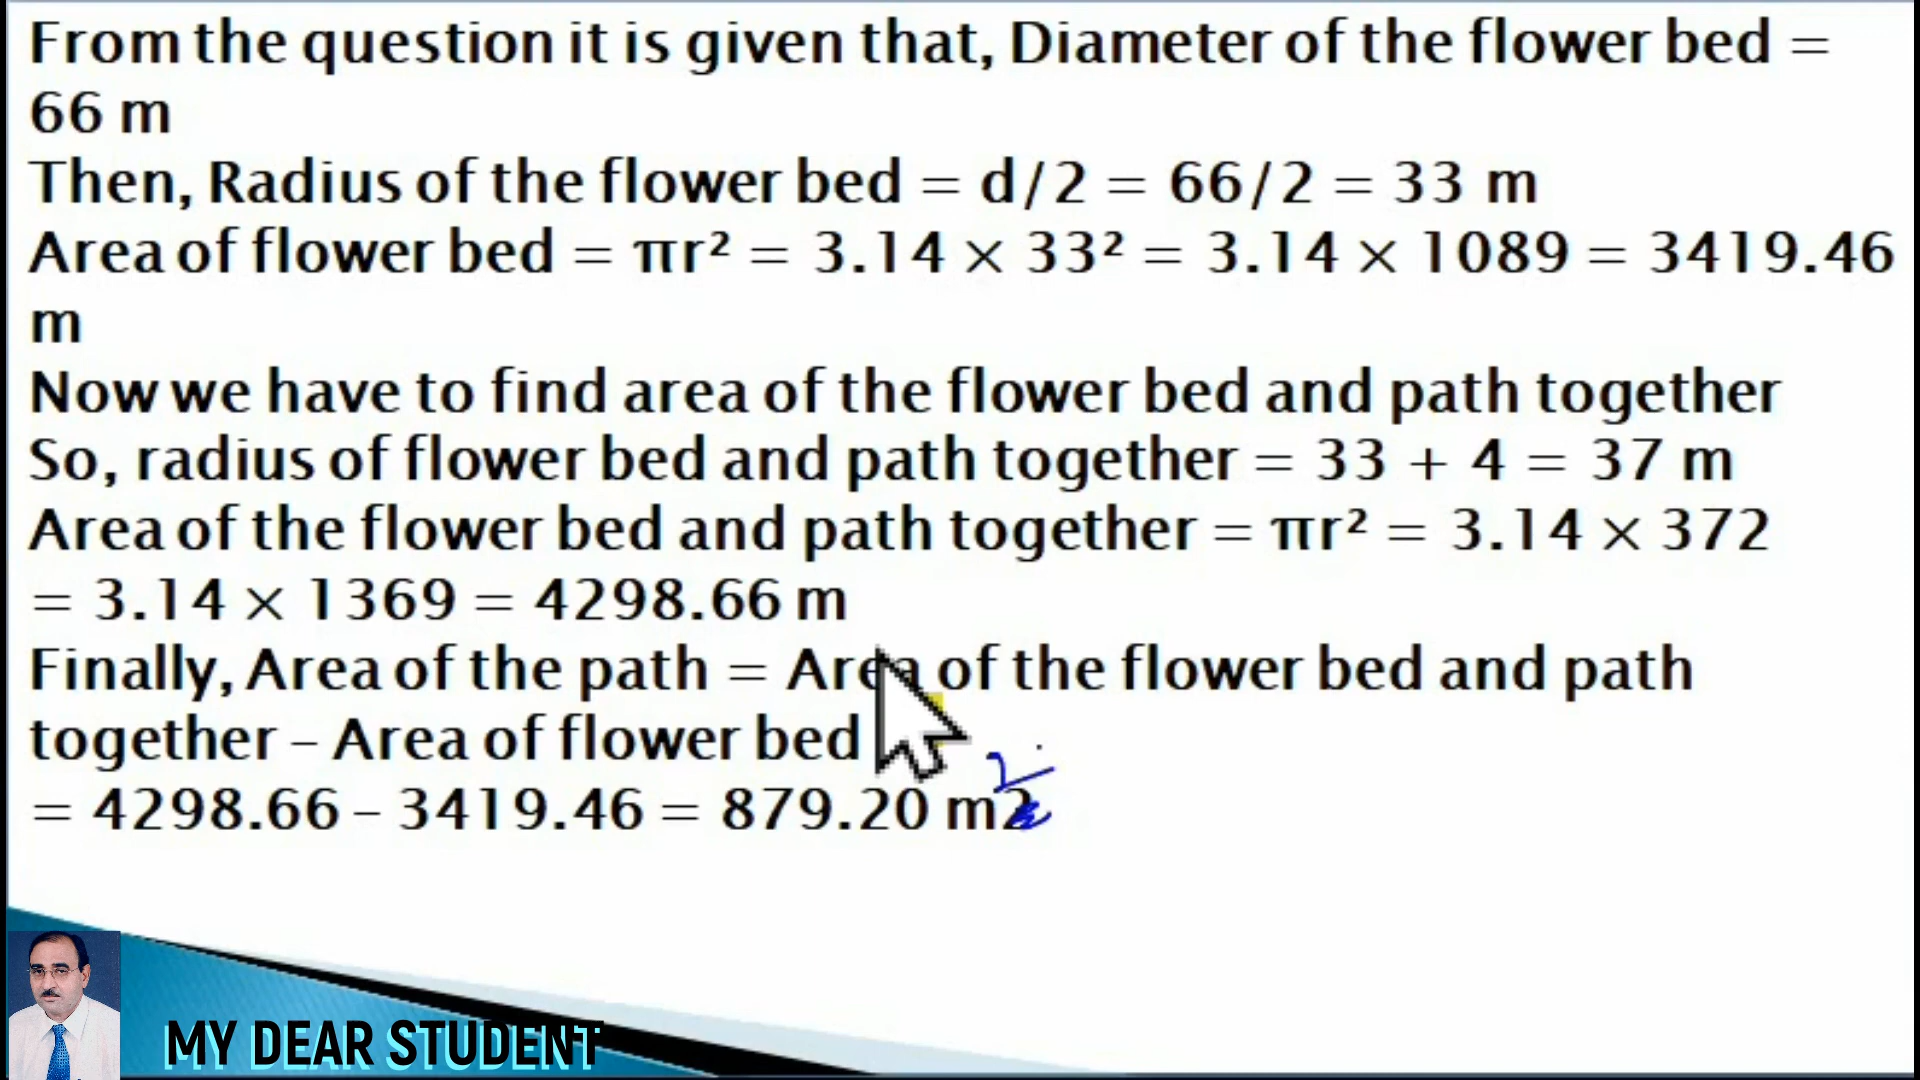 From the question it is given that, Diameter of the flower bed =
66 m
Then, Radius of the flower bed = d/2 = 66/2 = 33 m
Area of flower bed = πr² = 3.14 × 33² = 3.14 × 1089 = 3419.46
m
Now we have to find area of the flower bed and path together
So, radius of flower bed and path together = 33 + 4 = 37 m
Area of the flower bed and path together = πr² = 3.14 × 372
= 3.14 × 1369 = 4298.66 m
Finally, Area of the path = Area of the flower bed and path
together – Area of flower bed
= 4298.66 – 3419.46 = 879.20 m2
MY DEAR STUDENT